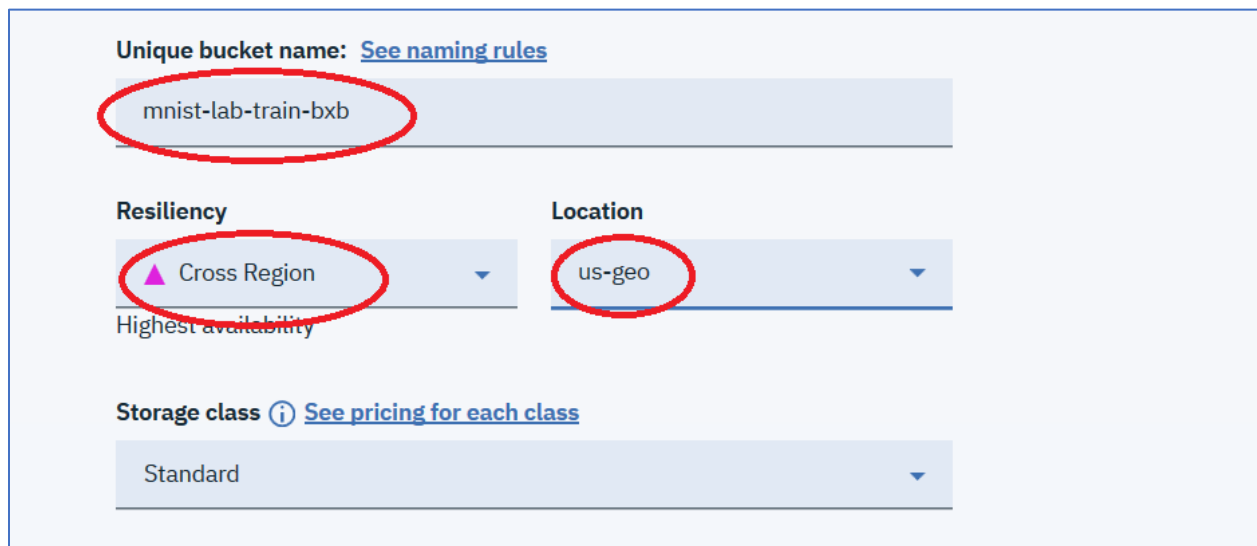 Unique bucket name: See naming rules
mnist-lab-train-bxb
Resiliency Location
Cross Region us-geo
Highest availability
Storage class See pricing for each class
Standard